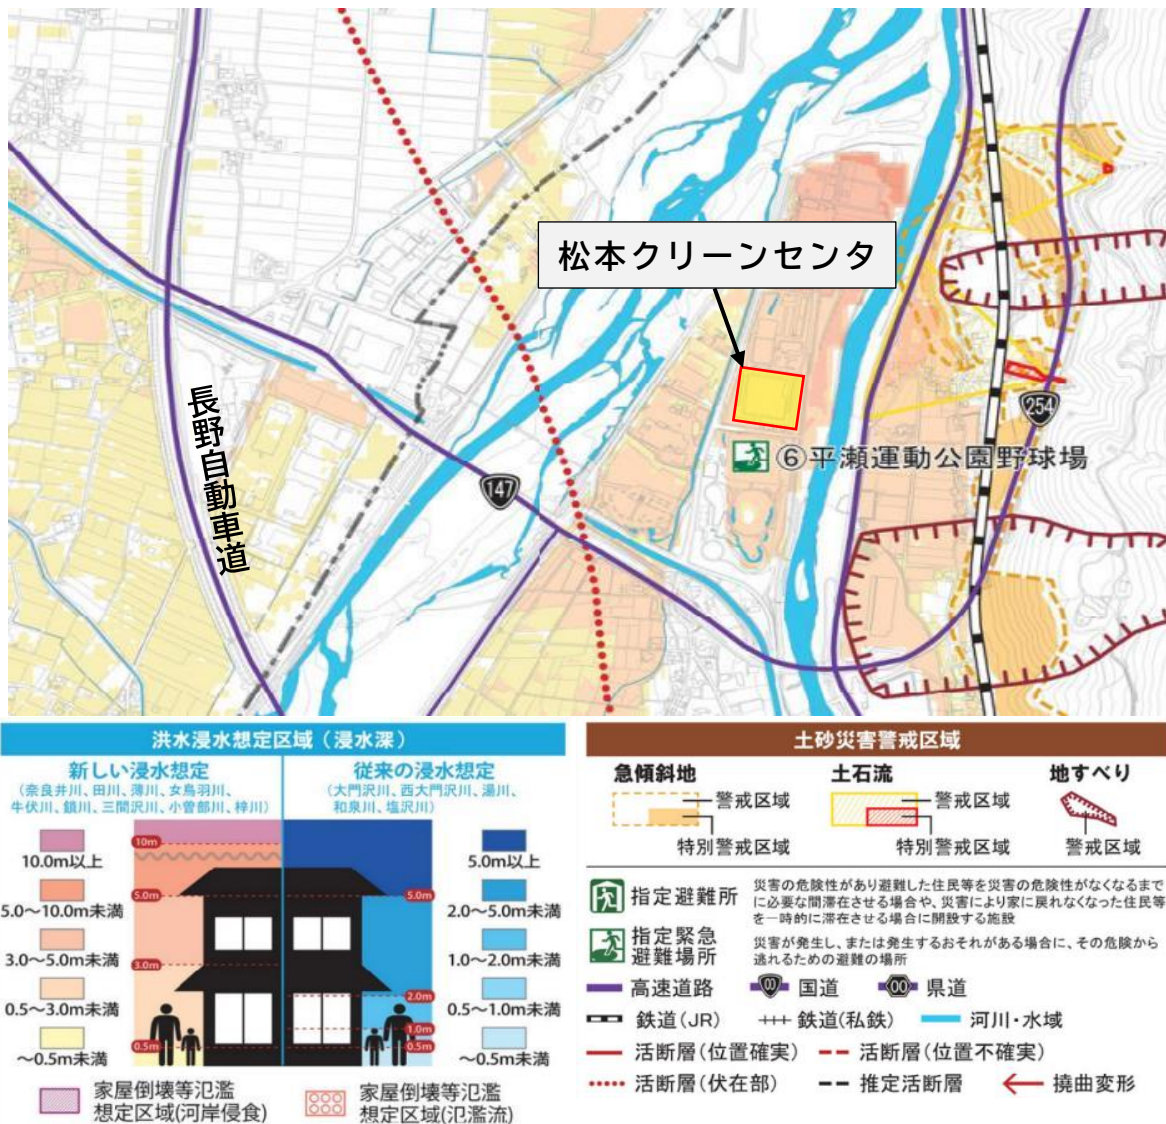 松本クリーンセンタ
254
⑥平瀬運動公園野球場
147
長野自動車道
洪水浸水想定区域(浸水深)
新しい浸水想定
(奈良井川、田川、薄川、女鳥羽川、
牛伏川、鎖川、三間沢川、小曽部川、梓川)
従来の浸水想定
(大門沢川、西大門沢川、湯川、
和泉川、塩沢川)
10.0m以上
5.0～10.0m未満
3.0～5.0m未満
0.5～3.0m未満
～0.5m未満
10m
5.0m
3.0m
0.5m
5.0m
2.0m
1.0m
0.5m
5.0m以上
2.0～5.0m未満
1.0～2.0m未満
0.5～1.0m未満
～0.5m未満
家屋倒壊等氾濫
想定区域(河岸侵食)
家屋倒壊等氾濫
想定区域(氾濫流)
土砂災害警戒区域
急傾斜地
警戒区域
特別警戒区域
土石流
警戒区域
特別警戒区域
地すべり
警戒区域
指定避難所
災害の危険性があり避難した住民等を災害の危険性がなくなるまで
に必要な間滞在させる場合や、災害により家に戻れなくなった住民等
を一時的に滞在させる場合に開設する施設
指定緊急
避難場所
災害が発生し、または発生するおそれがある場合に、その危険から
逃れるための避難の場所
高速道路
00
国道
00
県道
鉄道(JR)
鉄道(私鉄)
河川・水域
活断層(位置確実)
活断層(位置不確実)
活断層(伏在部)
推定活断層
撓曲変形